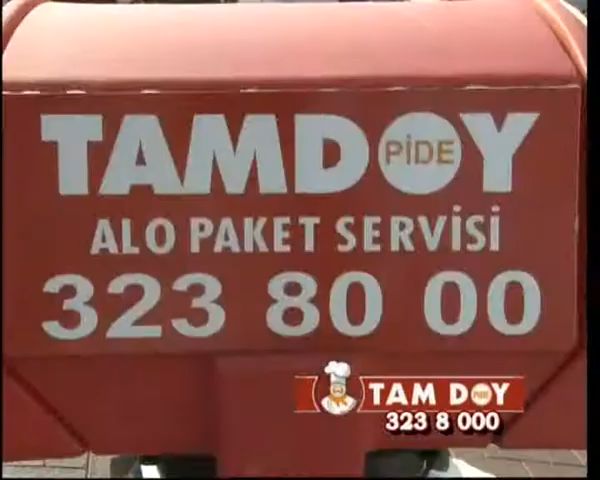 TAMDOY
PİDE
ALO PAKET SERVİSİ
323 80 00
TAM DOY
323 8 000